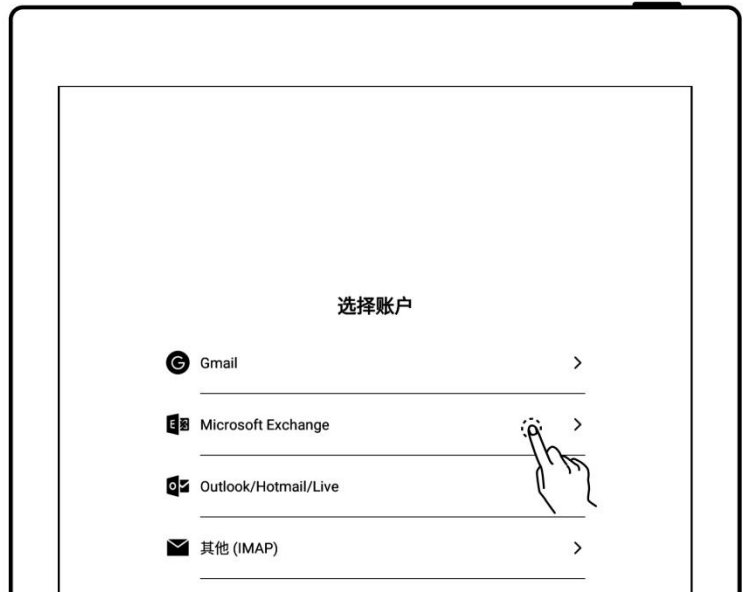 选择账户
Gmail
Microsoft Exchange
Outlook/Hotmail/Live
其他 (IMAP)